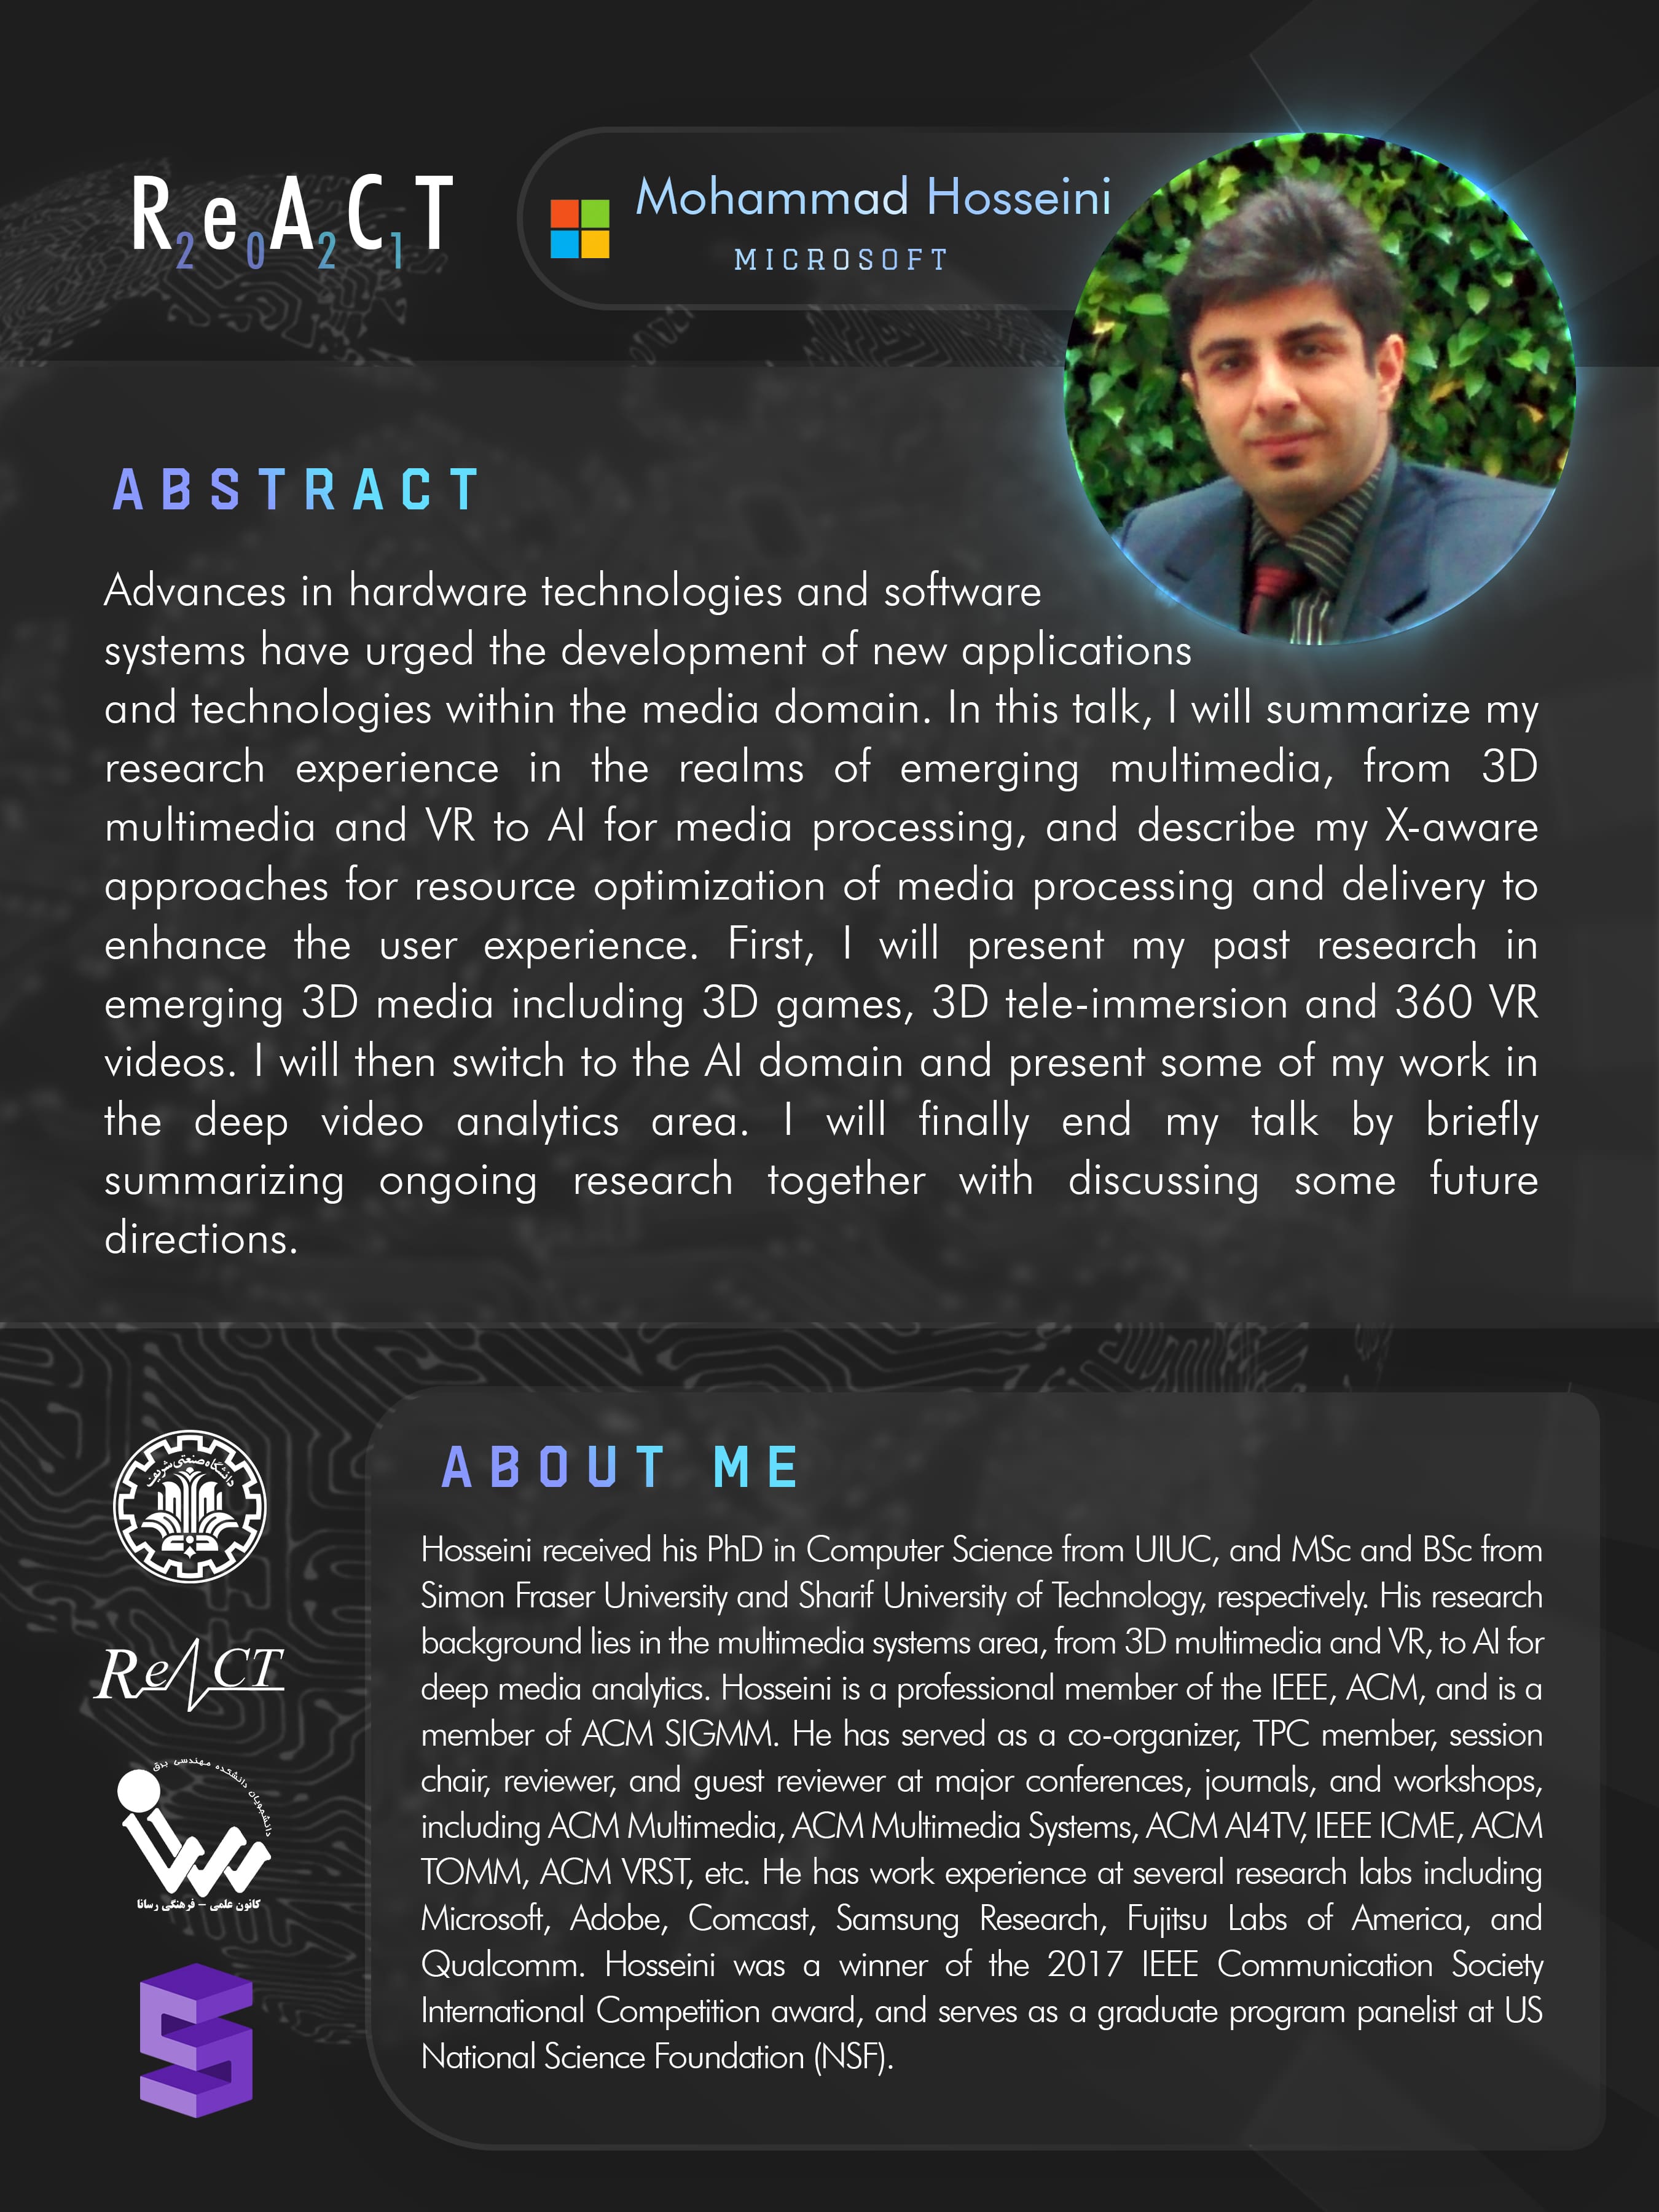 ReACT
2021
Mohammad Hosseini
MICROSOFT
ABSTRACT
Advances in hardware technologies and software
systems have urged the development of new applications
and technologies within the media domain. In this talk, I will summarize my
research experience in the realms of emerging multimedia, from 3D
multimedia and VR to AI for media processing, and describe my X-aware
approaches for resource optimization of media processing and delivery to
enhance the user experience. First, I will present my past research in
emerging 3D media including 3D games, 3D tele-immersion and 360 VR
videos. I will then switch to the AI domain and present some of my work in
the deep video analytics area. I will finally end my talk by briefly
summarizing ongoing research together with discussing some future
directions.
دانشگاه صنعتی شریف
ReACT
دانشجویان دانشکده مهندسی برق
کانون علمی - فرهنگی رسانا
ABOUT ME
Hosseini received his PhD in Computer Science from UIUC, and MSc and BSc from
Simon Fraser University and Sharif University of Technology, respectively. His research
background lies in the multimedia systems area, from 3D multimedia and VR, to AI for
deep media analytics. Hosseini is a professional member of the IEEE, ACM, and is a
member of ACM SIGMM. He has served as a co-organizer, TPC member, session
chair, reviewer, and guest reviewer at major conferences, journals, and workshops,
including ACM Multimedia, ACM Multimedia Systems, ACM AI4TV, IEEE ICME, ACM
TOMM, ACM VRST, etc. He has work experience at several research labs including
Microsoft, Adobe, Comcast, Samsung Research, Fujitsu Labs of America, and
Qualcomm. Hosseini was a winner of the 2017 IEEE Communication Society
International Competition award, and serves as a graduate program panelist at US
National Science Foundation (NSF).